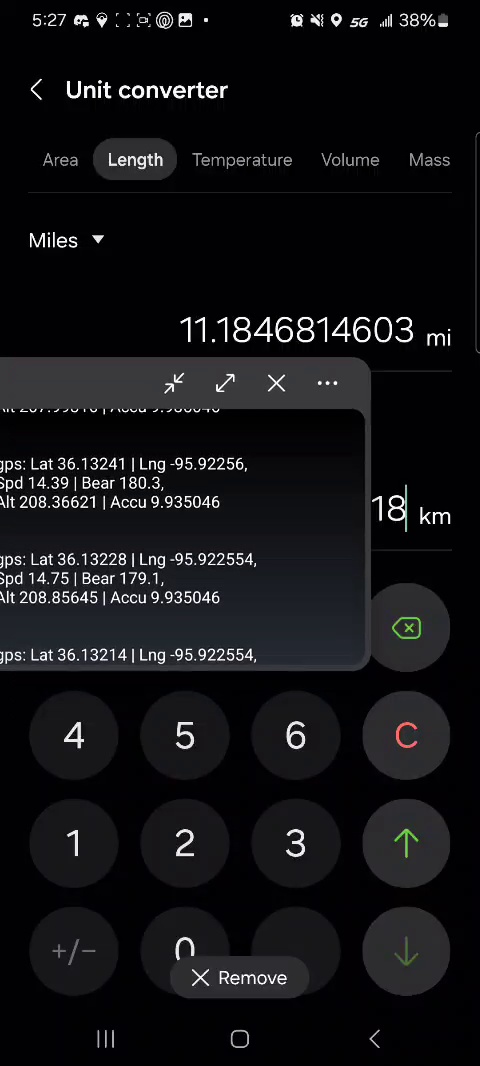 5:27
5G
38%
Unit converter
Area Length Temperature Volume Mass
Miles
11.1846814603 mi
gps: Lat 36.13241 | Lng -95.92256,
Spd 14.39 | Bear 180.3,
Alt 208.36621 | Accu 9.935046
18 km
gps: Lat 36.13228 | Lng -95.922554,
Spd 14.75 | Bear 179.1,
Alt 208.85645 | Accu 9.935046
gps: Lat 36.13214 | Lng -95.922554,
4 5 6 C
1 2 3
+/− 0
Remove